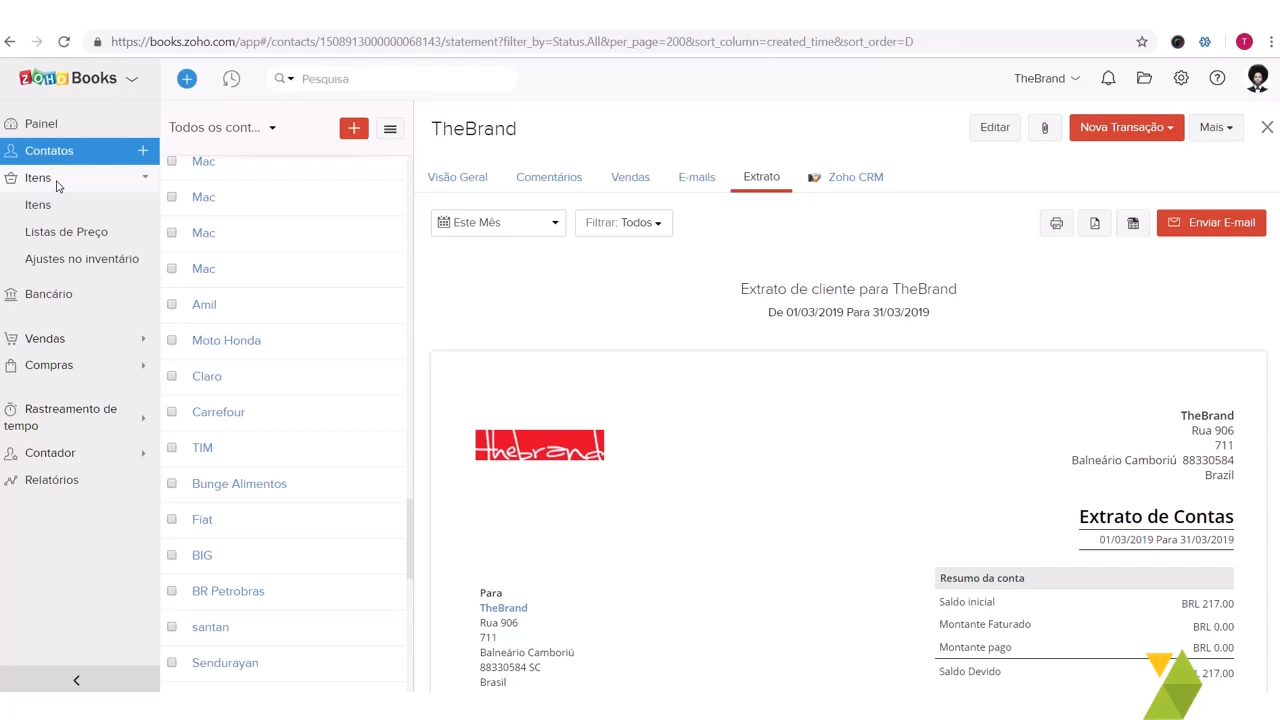 https://books.zoho.com/app#/contacts/1508913000000068143/statement?filter_by=Status.All&per_page=200&sort_column=created_time&sort_order=D
T
ZOHO Books
Pesquisa
TheBrand
Painel
Contatos
Itens
Itens
Listas de Preço
Ajustes no inventário
Bancário
Vendas
Compras
Rastreamento de
tempo
Contador
Relatórios
Todos os cont...
Mac
Mac
Mac
Mac
Amil
Moto Honda
Claro
Carrefour
TIM
Bunge Alimentos
Fiat
BIG
BR Petrobras
santan
Sendurayan
TheBrand
Editar
Nova Transação
Mais
Visão Geral
Comentários
Vendas
E-mails
Extrato
Zoho CRM
Este Mês
Filtrar: Todos
Enviar E-mail
Extrato de cliente para TheBrand
De 01/03/2019 Para 31/03/2019
thebrand
TheBrand
Rua 906
711
Balneário Camboriú 88330584
Brazil
Extrato de Contas
01/03/2019 Para 31/03/2019
Para
TheBrand
Rua 906
711
Balneário Camboriú
88330584 SC
Brasil
Resumo da conta
Saldo inicial BRL 217.00
Montante Faturado BRL 0.00
Montante pago BRL 0.00
Saldo Devido 217.00